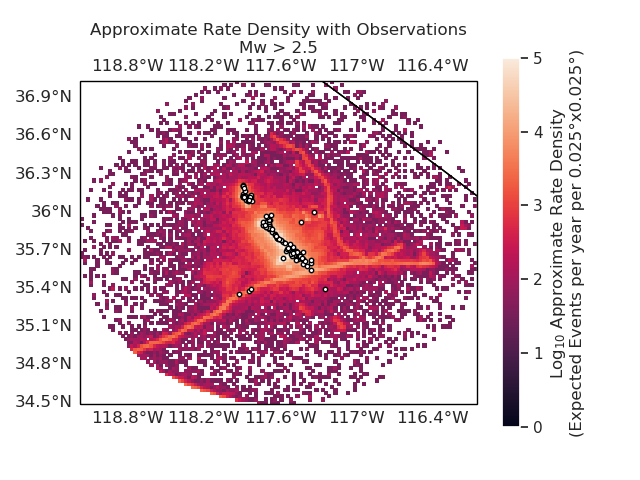 Approximate Rate Density with Observations
Mw > 2.5
118.8°W 118.2°W 117.6°W 117°W 116.4°W
36.9°N
36.6°N
36.3°N
36°N
35.7°N
35.4°N
35.1°N
34.8°N
34.5°N
118.8°W 118.2°W 117.6°W 117°W 116.4°W
5
4
3
2
1
0
Log₁₀ Approximate Rate Density
(Expected Events per year per 0.025°x0.025°)